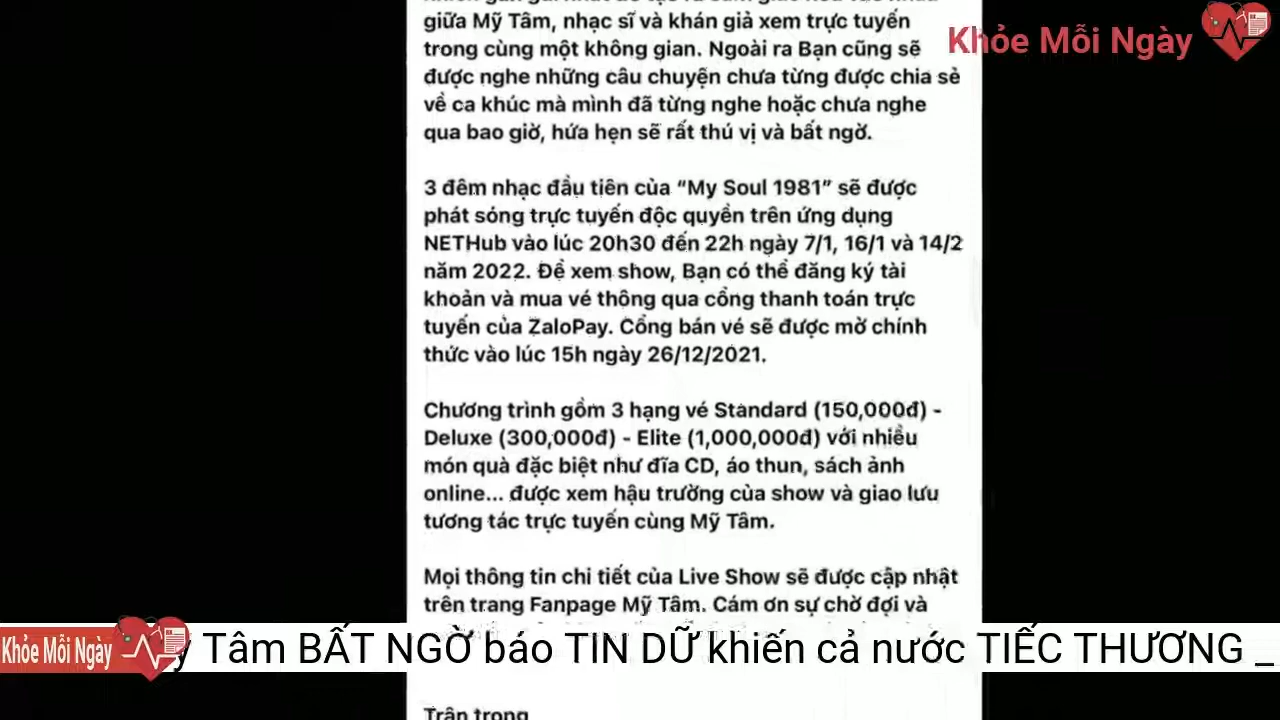 giữa Mỹ Tâm, nhạc sĩ và khán giả xem trực tuyến
trong cùng một không gian. Ngoài ra Bạn cũng sẽ
được nghe những câu chuyện chưa từng được chia sẻ
về ca khúc mà mình đã từng nghe hoặc chưa nghe
qua bao giờ, hứa hẹn sẽ rất thú vị và bất ngờ.
3 đêm nhạc đầu tiên của “My Soul 1981” sẽ được
phát sóng trực tuyến độc quyền trên ứng dụng
NETHub vào lúc 20h30 đến 22h ngày 7/1, 16/1 và 14/2
năm 2022. Để xem show, Bạn có thể đăng ký tài
khoản và mua vé thông qua cổng thanh toán trực
tuyến của ZaloPay. Cổng bán vé sẽ được mở chính
thức vào lúc 15h ngày 26/12/2021.
Chương trình gồm 3 hạng vé Standard (150,000đ) -
Deluxe (300,000đ) - Elite (1,000,000đ) với nhiều
món quà đặc biệt như đĩa CD, áo thun, sách ảnh
online... được xem hậu trường của show và giao lưu
tương tác trực tuyến cùng Mỹ Tâm.
Mọi thông tin chi tiết của Live Show sẽ được cập nhật
trên trang Fanpage Mỹ Tâm. Cám ơn sự chờ đợi và
Trân trọng
Khỏe Mỗi Ngày
Khỏe Mỗi Ngày
Tâm BẤT NGỜ báo TIN DỮ khiến cả nước TIẾC THƯƠNG _